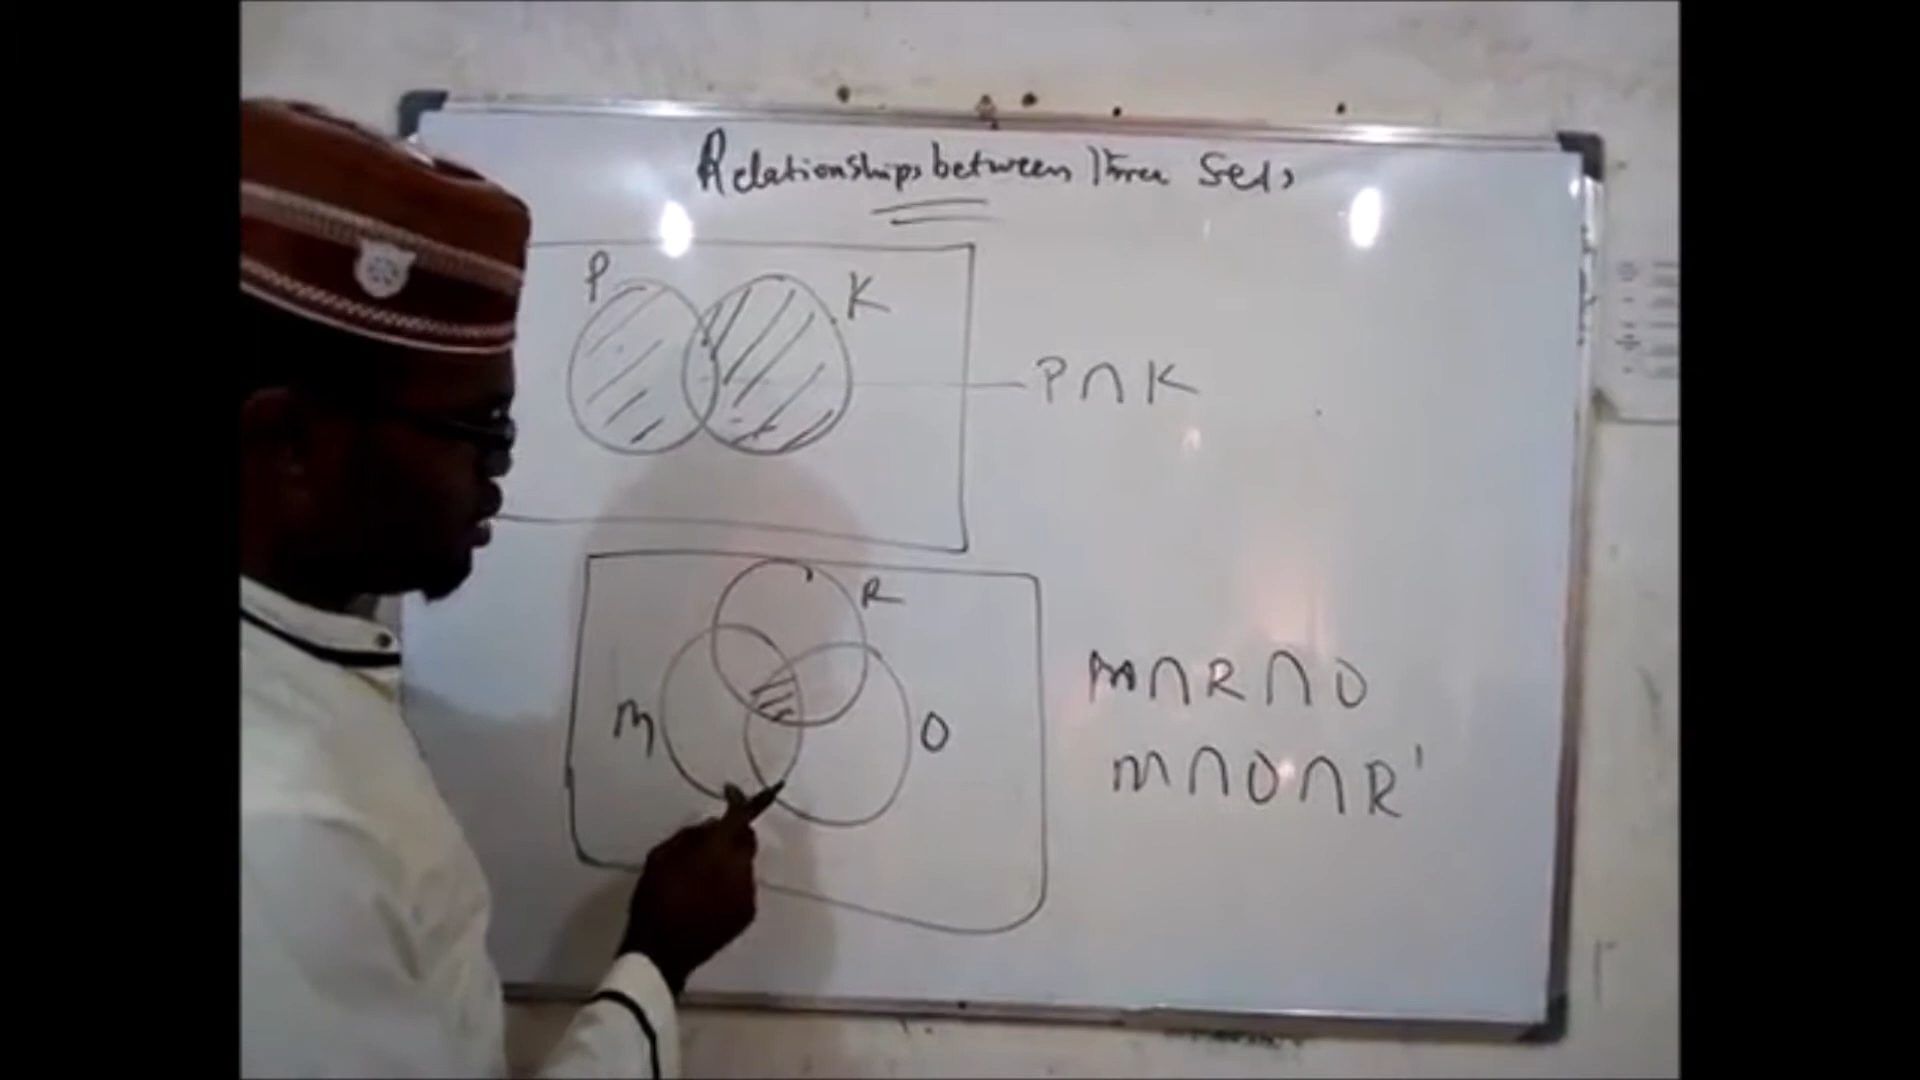 Relationships between Three Sets
P
K
P∩K
R
M
O
M∩R∩O
M∩O∩R'